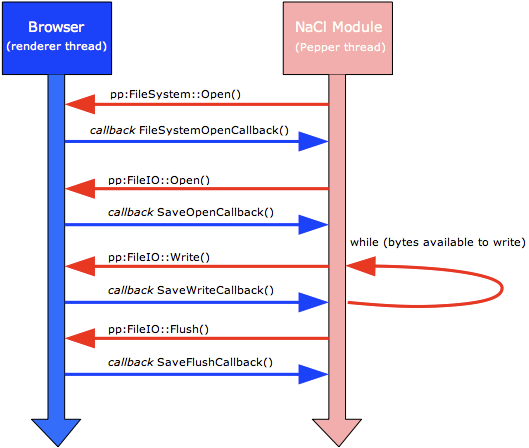 Browser
(renderer thread)
NaCl Module
(Pepper thread)
pp:FileSystem::Open()
callback FileSystemOpenCallback()
pp:FileIO::Open()
callback SaveOpenCallback()
while (bytes available to write)
pp:FileIO::Write()
callback SaveWriteCallback()
pp:FileIO::Flush()
callback SaveFlushCallback()